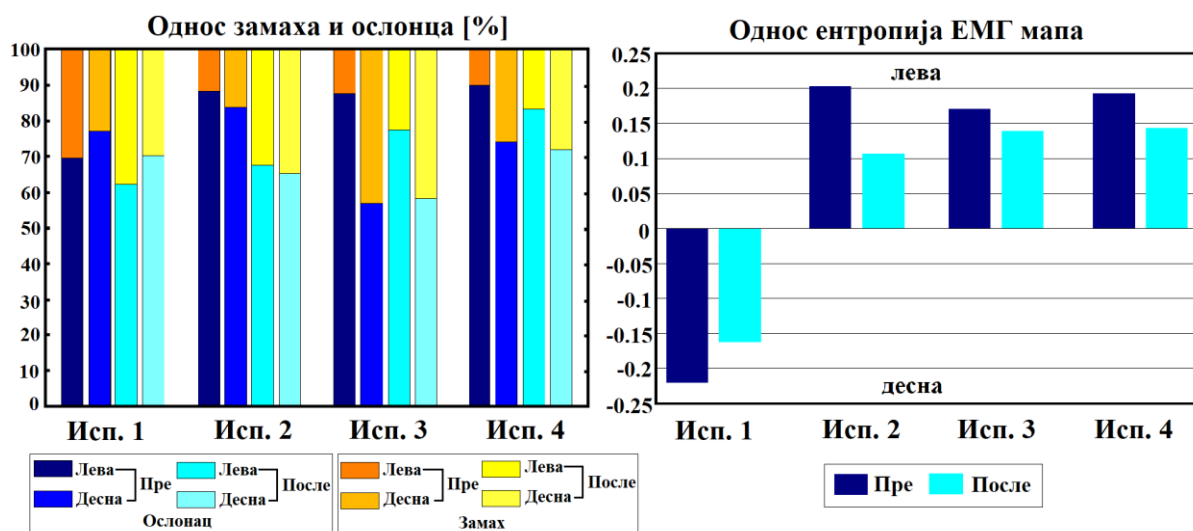 Однос замаха и ослонца [%]
100
90
80
70
60
50
40
30
20
10
0
Исп. 1 Исп. 2 Исп. 3 Исп. 4
Лева Лева
Пре После
Десна Десна
Ослонац
Лева Лева
Пре После
Десна Десна
Замах
Однос ентропија ЕМГ мапа
0.25
0.2
0.15
0.1
0.05
0
-0.05
-0.1
-0.15
-0.2
-0.25
лева
десна
Исп. 1 Исп. 2 Исп. 3 Исп. 4
Пре После